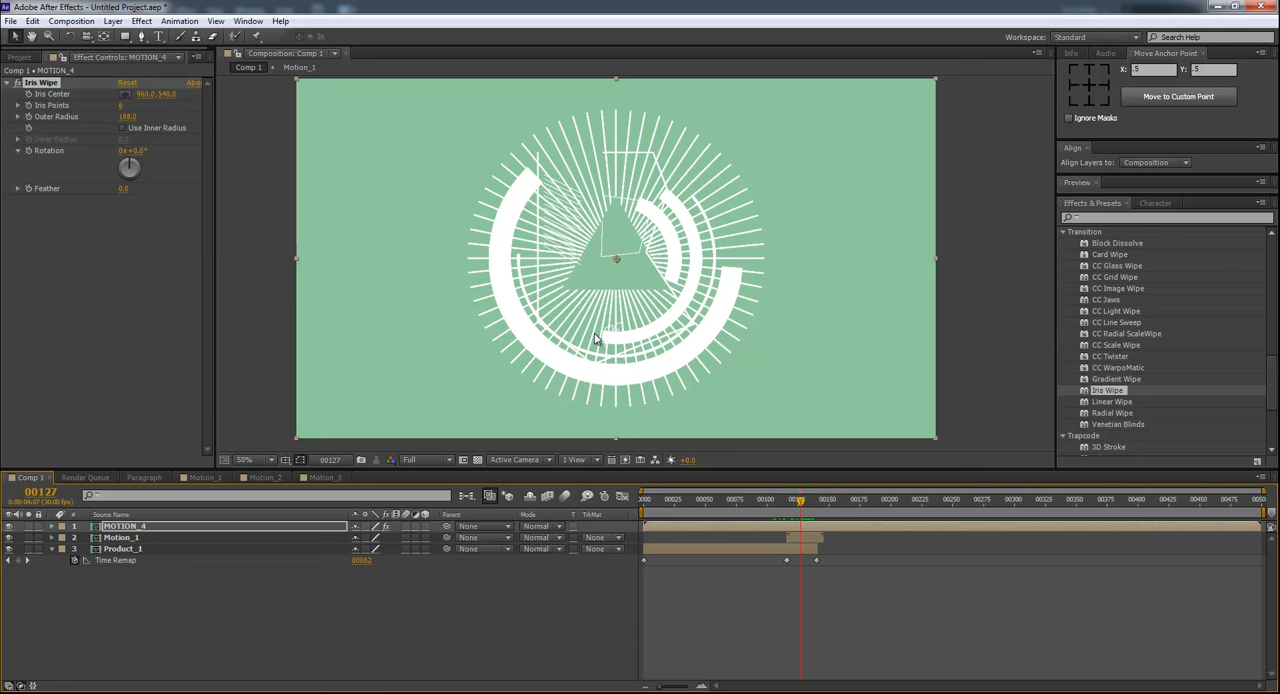 Adobe After Effects - Untitled Project.aep *
File Edit Composition Layer Effect Animation View Window Help
Workspace: Standard Search Help
Project Effect Controls: MOTION_4
Composition: Comp 1
Info Audio Move Anchor Point
Comp 1 • MOTION_4
Comp 1 Motion_1
X: .5 Y: .5
fx Iris Wipe Reset Abo
Iris Center 960.0,540.0
Iris Points 6
Outer Radius 188.0
Use Inner Radius
Inner Radius 0.0
Rotation 0x+0.0°
Feather 0.0
Move to Custom Point
Ignore Masks
Align
Align Layers to: Composition
Preview
Effects & Presets Character
Transition
Block Dissolve
Card Wipe
CC Glass Wipe
CC Grid Wipe
CC Image Wipe
CC Jaws
CC Light Wipe
CC Line Sweep
CC Radial ScaleWipe
CC Scale Wipe
CC Twister
CC WarpoMatic
Gradient Wipe
Iris Wipe
Linear Wipe
Radial Wipe
Venetian Blinds
Trapcode
3D Stroke
50% 00127 Full Active Camera 1 View +0.0
Comp 1 Render Queue Paragraph Motion_1 Motion_2 Motion_3
00127
0:00:04:07 (30.00 fps)
0000 00025 00050 00075 00100 00150 00175 00200 00225 00250 00275 00300 00325 00350 00375 00400 00425 00450 00475 0050
# Source Name Mode T TrkMat Parent
1 MOTION_4 fx None Normal
2 Motion_1 None Normal None
3 Product_1 None Normal None
Time Remap 00062